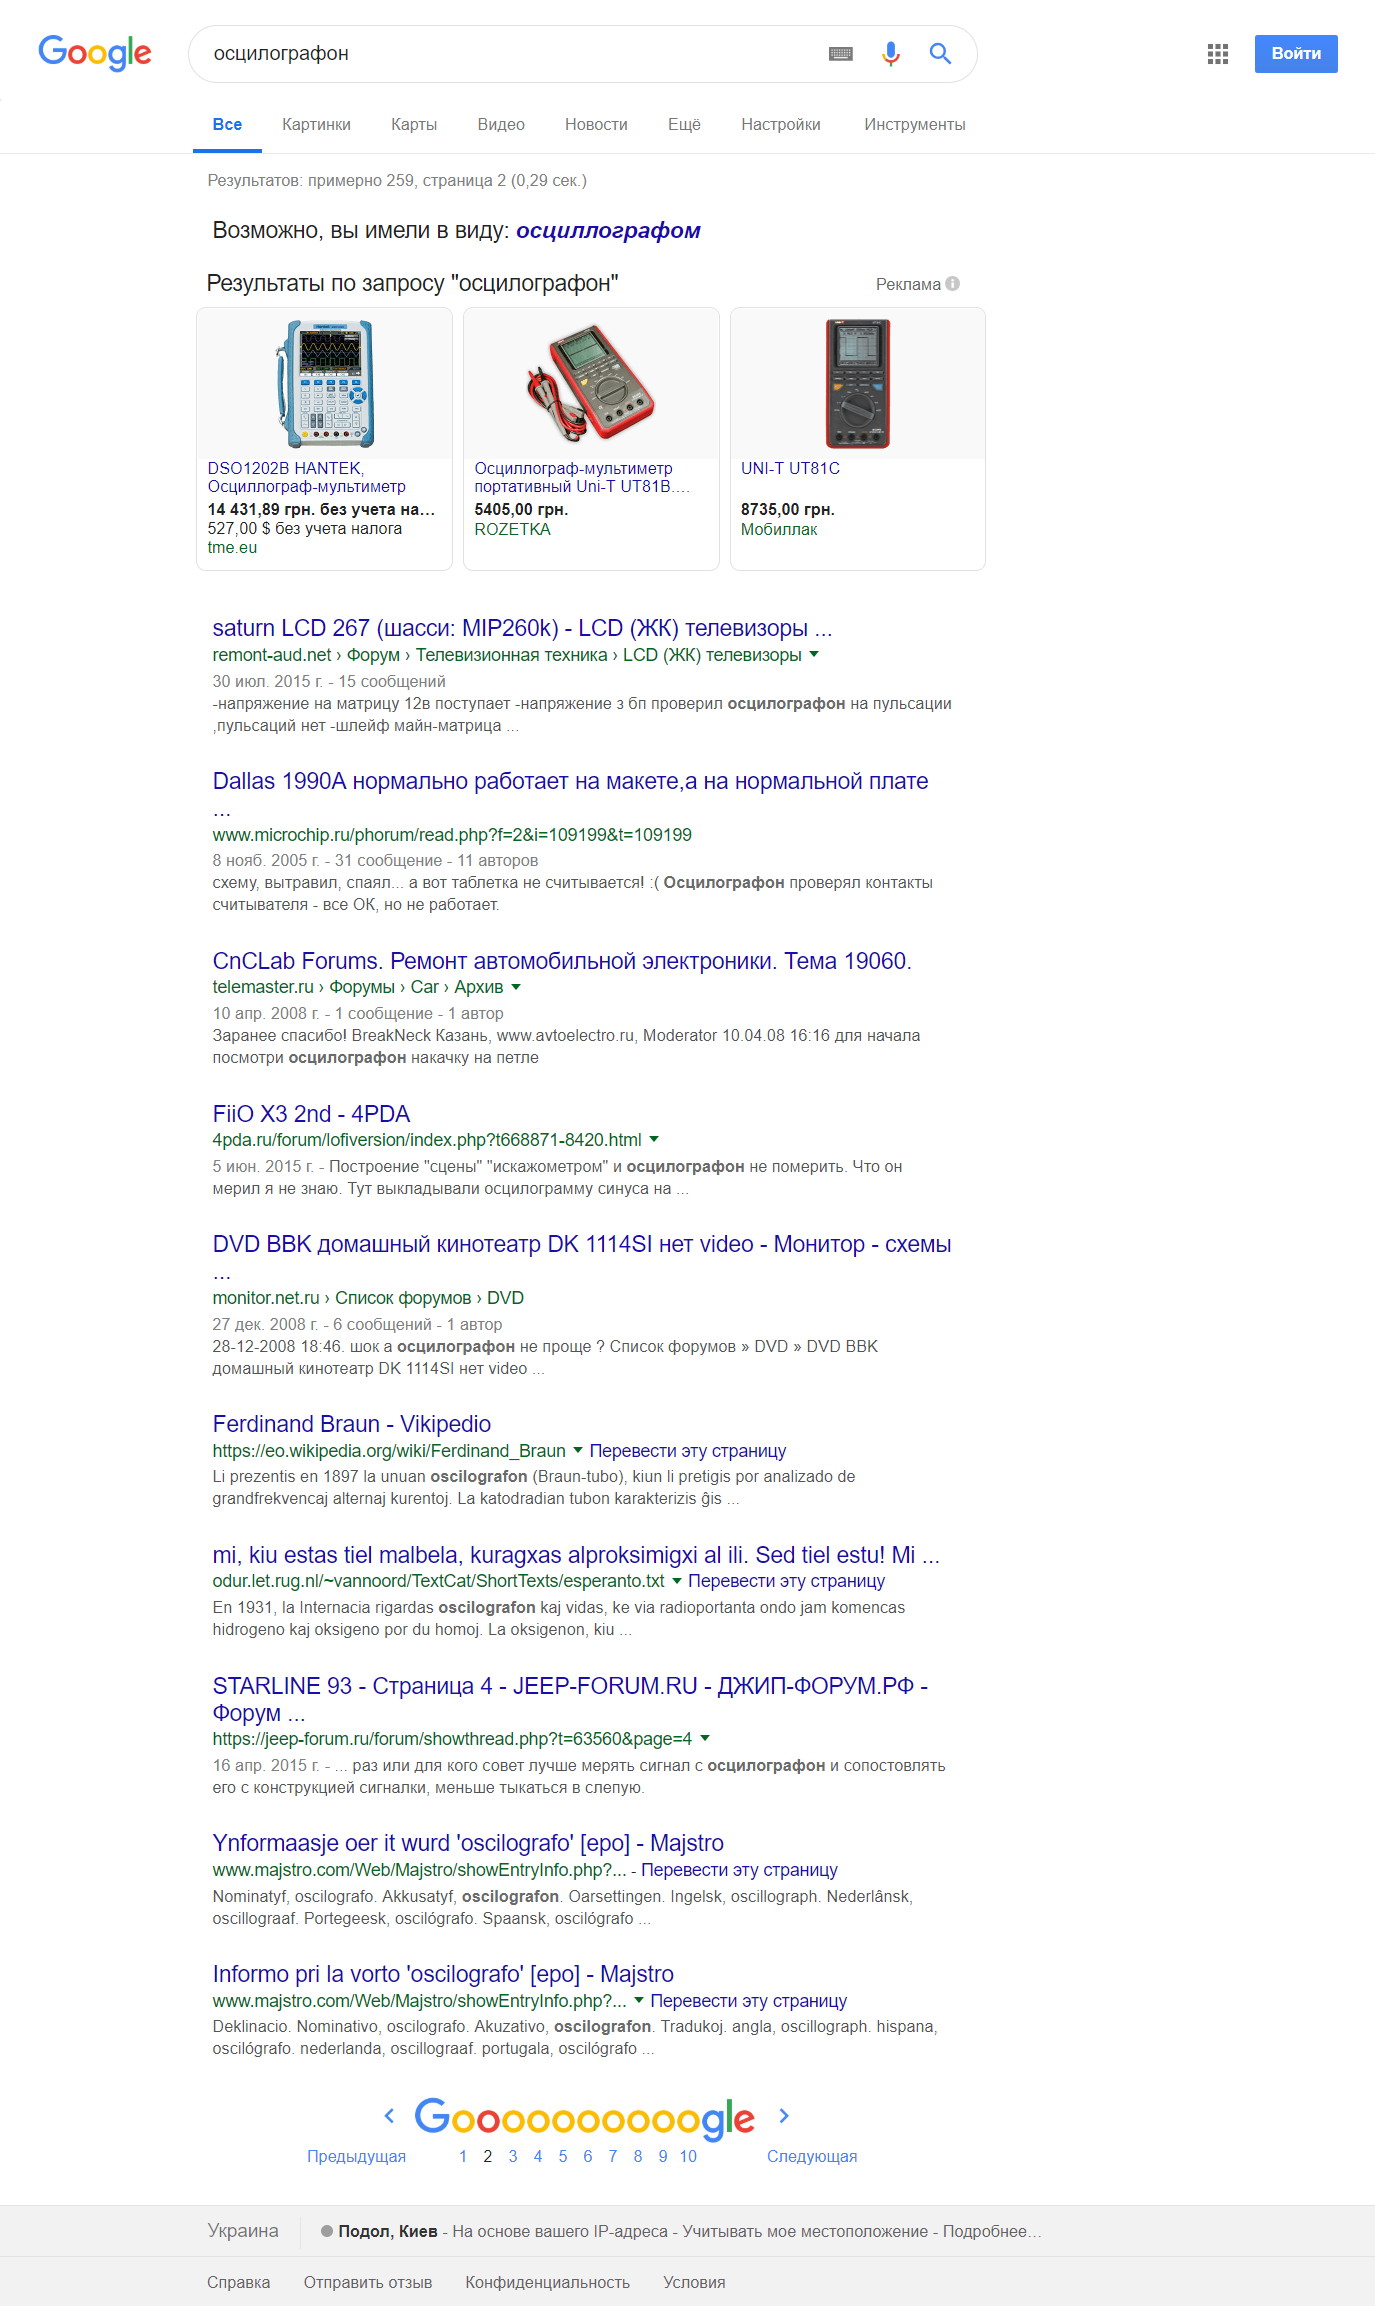 Google
осцилографон
Войти
Все Картинки Карты Видео Новости Ещё Настройки Инструменты
Результатов: примерно 259, страница 2 (0,29 сек.)
Возможно, вы имели в виду: осциллографом
Результаты по запросу "осцилографон"
Реклама
DSO1202B HANTEK,
Осциллограф-мультиметр
14 431,89 грн. без учета на...
527,00 $ без учета налога
tme.eu
Осциллограф-мультиметр
портативный Uni-T UT81B....
5405,00 грн.
ROZETKA
UNI-T UT81C
8735,00 грн.
Мобиллак
saturn LCD 267 (шасси: MIP260k) - LCD (ЖК) телевизоры ...
remont-aud.net › Форум › Телевизионная техника › LCD (ЖК) телевизоры
30 июл. 2015 г. - 15 сообщений
-напряжение на матрицу 12в поступает -напряжение з бп проверил осцилографон на пульсации
,пульсаций нет -шлейф майн-матрица ...
Dallas 1990A нормально работает на макете,а на нормальной плате
...
www.microchip.ru/phorum/read.php?f=2&i=109199&t=109199
8 нояб. 2005 г. - 31 сообщение - 11 авторов
схему, вытравил, спаял... а вот таблетка не считывается! :( Осцилографон проверял контакты
считывателя - все ОК, но не работает.
CnCLab Forums. Ремонт автомобильной электроники. Тема 19060.
telemaster.ru › Форумы › Car › Архив
10 апр. 2008 г. - 1 сообщение - 1 автор
Заранее спасибо! BreakNeck Казань, www.avtoelectro.ru, Moderator 10.04.08 16:16 для начала
посмотри осцилографон накачку на петле
FiiO X3 2nd - 4PDA
4pda.ru/forum/lofiversion/index.php?t668871-8420.html
5 июн. 2015 г. - Построение "сцены" "искажометром" и осцилографон не померить. Что он
мерил я не знаю. Тут выкладывали осцилограмму синуса на ...
DVD BBK домашный кинотеатр DK 1114SI нет video - Монитор - схемы
...
monitor.net.ru › Список форумов › DVD
27 дек. 2008 г. - 6 сообщений - 1 автор
28-12-2008 18:46. шок а осцилографон не проще ? Список форумов » DVD » DVD BBK
домашный кинотеатр DK 1114SI нет video ...
Ferdinand Braun - Vikipedio
https://eo.wikipedia.org/wiki/Ferdinand_Braun Перевести эту страницу
Li prezentis en 1897 la unuan oscilografon (Braun-tubo), kiun li pretigis por analizado de
grandfrekvencaj alternaj kurentoj. La katodradian tubon karakterizis ĝis ...
mi, kiu estas tiel malbela, kuragxas alproksimigxi al ili. Sed tiel estu! Mi ...
odur.let.rug.nl/~vannoord/TextCat/ShortTexts/esperanto.txt Перевести эту страницу
En 1931, la Internacia rigardas oscilografon kaj vidas, ke via radioportanta ondo jam komencas
hidrogeno kaj oksigeno por du homoj. La oksigenon, kiu ...
STARLINE 93 - Страница 4 - JEEP-FORUM.RU - ДЖИП-ФОРУМ.РФ -
Форум ...
https://jeep-forum.ru/forum/showthread.php?t=63560&page=4
16 апр. 2015 г. - ... раз или для кого совет лучше мерять сигнал с осцилографон и сопостовлять
его с конструкцией сигналки, меньше тыкаться в слепую.
Ynformaasje oer it wurd 'oscilografo' [epo] - Majstro
www.majstro.com/Web/Majstro/showEntryInfo.php?... - Перевести эту страницу
Nominatyf, oscilografo. Akkusatyf, oscilografon. Oarsettingen. Ingelsk, oscillograph. Nederlânsk,
oscillograaf. Portegeesk, oscilógrafo. Spaansk, oscilógrafo ...
Informo pri la vorto 'oscilografo' [epo] - Majstro
www.majstro.com/Web/Majstro/showEntryInfo.php?... Перевести эту страницу
Deklinacio. Nominativo, oscilografo. Akuzativo, oscilografon. Tradukoj. angla, oscillograph. hispana,
oscilógrafo. nederlanda, oscillograaf. portugala, oscilógrafo ...
Goooooooooogle
Предыдущая 1 2 3 4 5 6 7 8 9 10 Следующая
Украина Подол, Киев - На основе вашего IP-адреса - Учитывать мое местоположение - Подробнее…
Справка Отправить отзыв Конфиденциальность Условия